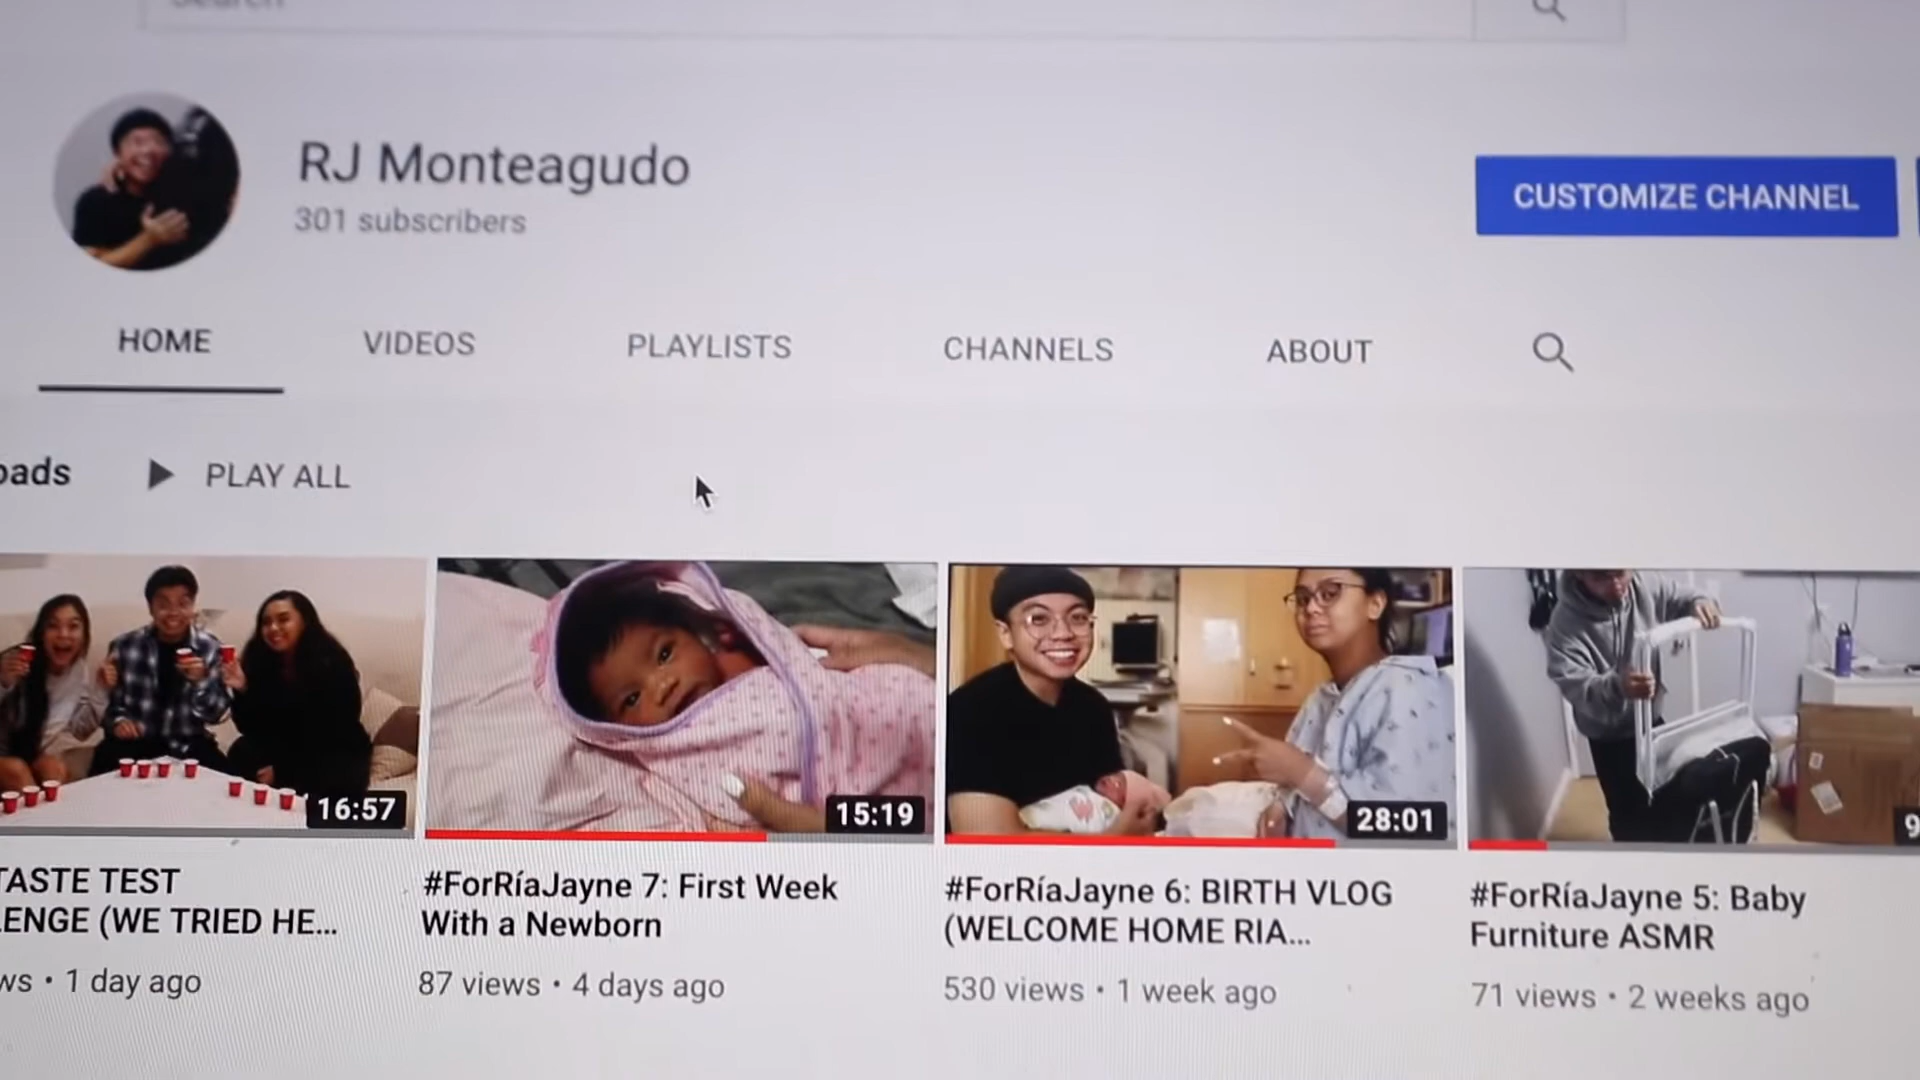 Search
RJ Monteagudo
301 subscribers
CUSTOMIZE CHANNEL
HOME VIDEOS PLAYLISTS CHANNELS ABOUT
oads PLAY ALL
16:57 15:19 28:01 9
TASTE TEST
LENGE (WE TRIED HE...
ws • 1 day ago
#ForRíaJayne 7: First Week
With a Newborn
87 views • 4 days ago
#ForRíaJayne 6: BIRTH VLOG
(WELCOME HOME RIA...
530 views • 1 week ago
#ForRíaJayne 5: Baby
Furniture ASMR
71 views • 2 weeks ago